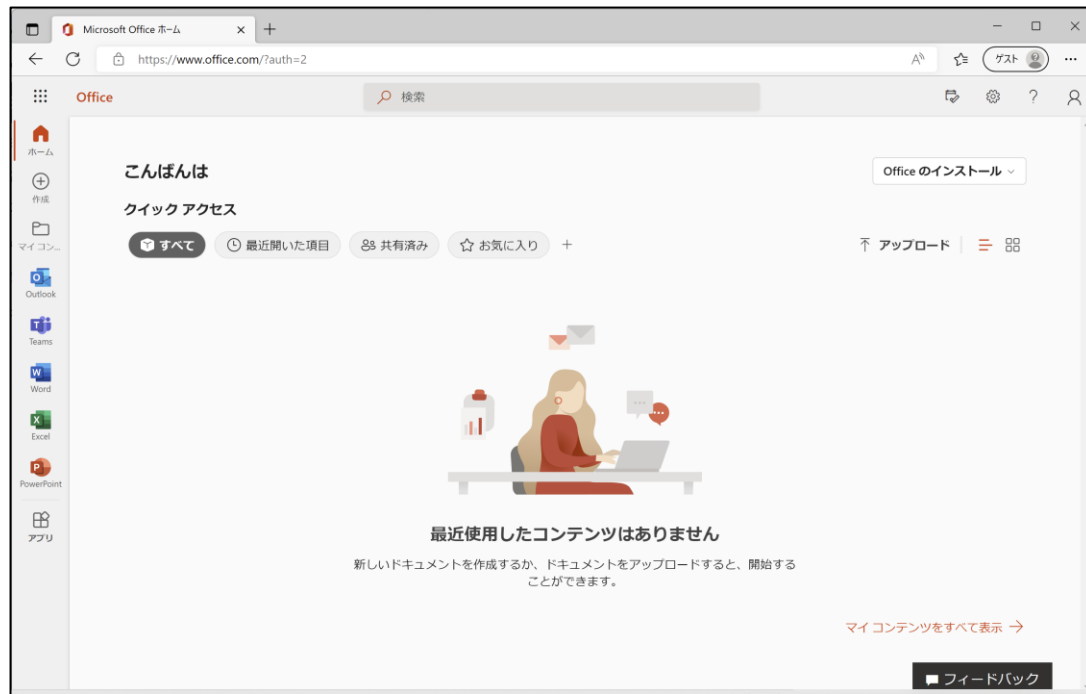 Microsoft Office ホーム
https://www.office.com/?auth=2
ゲスト
Office
検索
ホーム
作成
マイ コン...
Outlook
Teams
Word
Excel
PowerPoint
アプリ
こんばんは
Office のインストール
クイック アクセス
すべて
最近開いた項目
共有済み
お気に入り
アップロード
最近使用したコンテンツはありません
新しいドキュメントを作成するか、ドキュメントをアップロードすると、開始する
ことができます。
マイ コンテンツをすべて表示
フィードバック